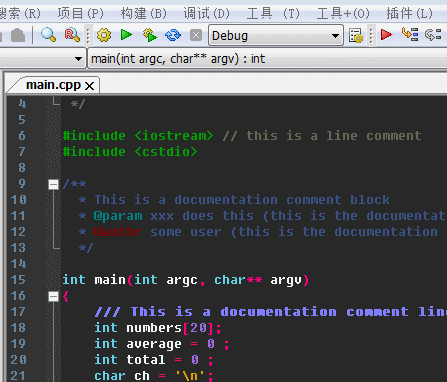 搜索(R) 项目(P) 构建(B) 调试(D) 工具 (T) 工具+(O) 插件(L)
Debug
main(int argc, char** argv) : int
main.cpp
4 */
5
6 #include <iostream> // this is a line comment
7 #include <cstdio>
8
9 /**
10 * This is a documentation comment block
11 * @param xxx does this (this is the documentat
12 * some user (this is the documentation
13 */
14
15 int main(int argc, char** argv)
16 {
17 /// This is a documentation comment line
18 int numbers[20];
19 int average = 0 ;
20 int total = 0 ;
21 char ch = '\n';